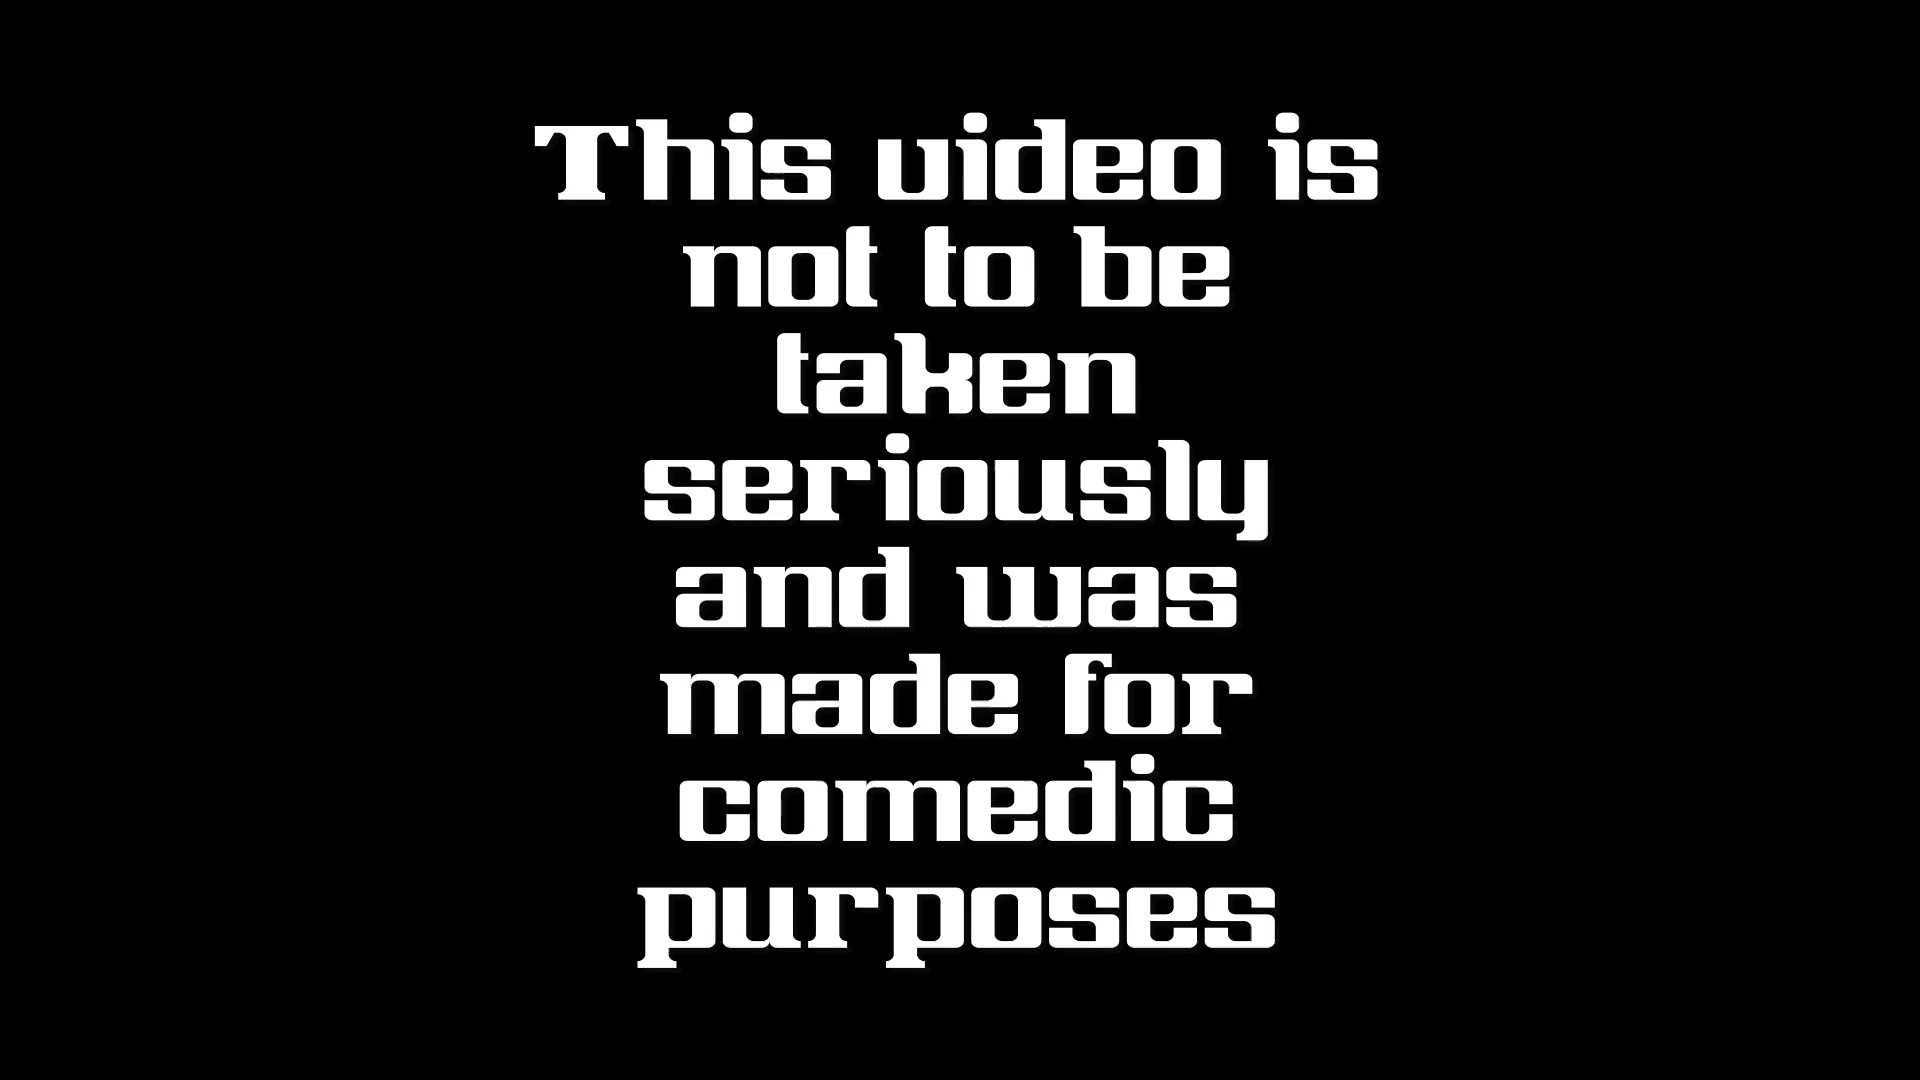 This video is
not to be
taken
seriously
and was
made for
comedic
purposes